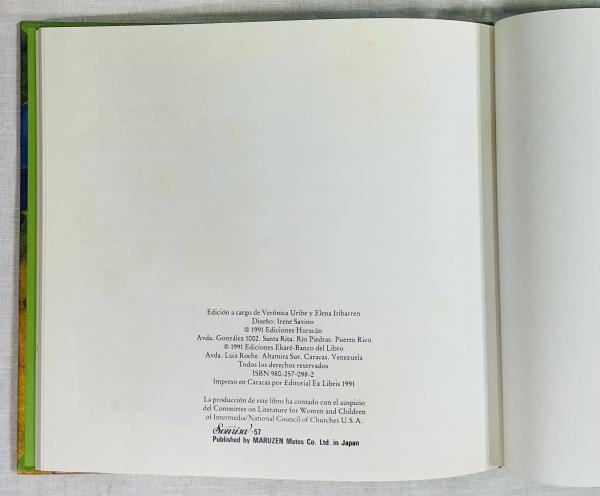 Edición a cargo de Verónica Uribe y Elena Iribarren
Diseño: Irene Savino
© 1991 Ediciones Huracán
Avda. González 1002. Santa Rita. Río Piedras. Puerto Rico
© 1991 Ediciones Ekaré-Banco del Libro
Avda. Luis Roche. Altamira Sur. Caracas. Venezuela
Todos los derechos reservados
ISBN 980-257-098-2
Impreso en Caracas por Editorial Ex Libris 1991
La producción de este libro ha contado con el auspicio
del Committee on Literature for Women and Children
of Intermedia/National Council of Churches U.S.A.
Sonrisa 1-57
Published by MARUZEN Mates Co. Ltd. in Japan